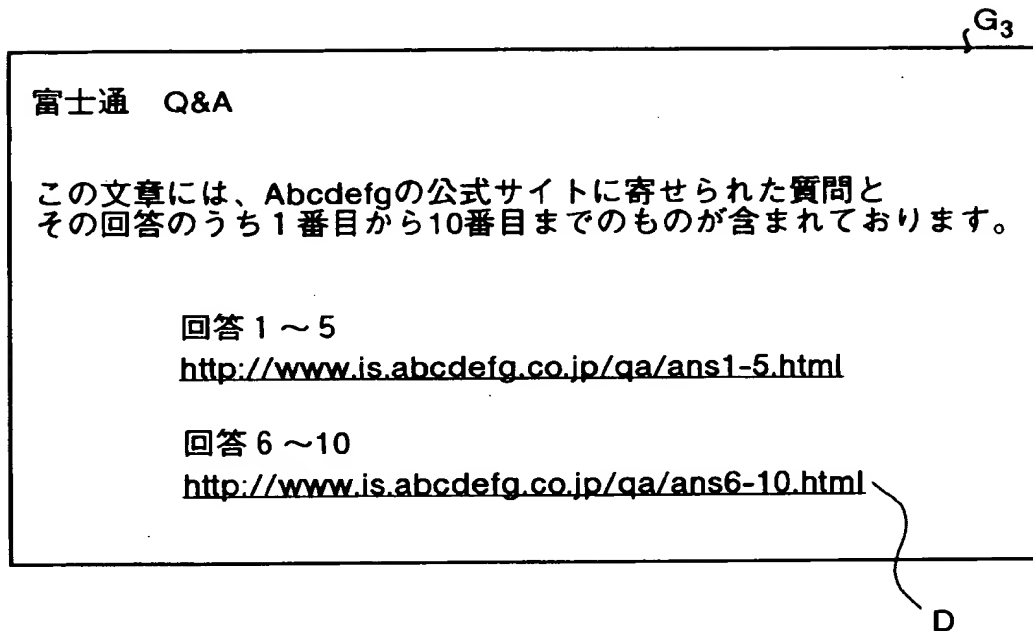 G3
富士通　Q&A
この文章には、Abcdefgの公式サイトに寄せられた質問と
その回答のうち1番目から10番目までのものが含まれております。
回答1～5
http://www.is.abcdefg.co.jp/qa/ans1-5.html
回答6～10
http://www.is.abcdefg.co.jp/qa/ans6-10.html
D